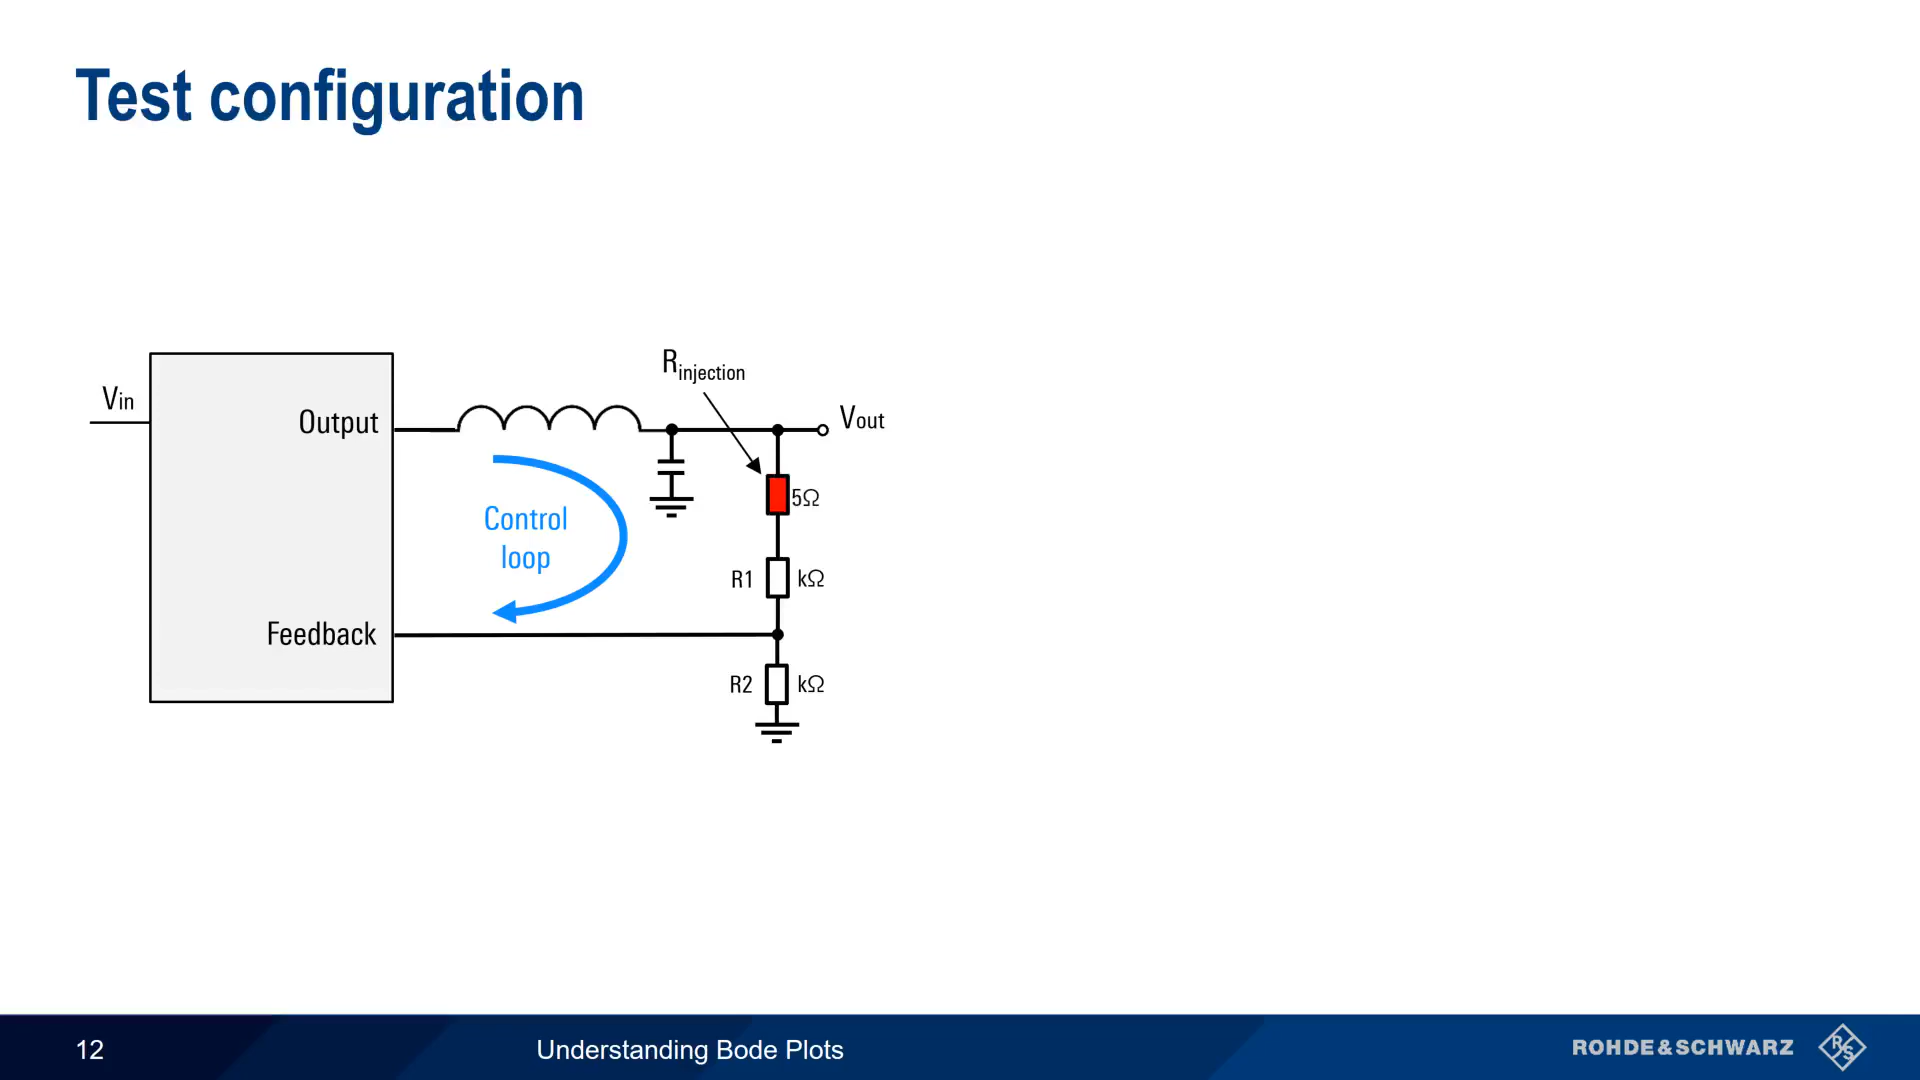 Test configuration
Rinjection
Vin
Output
Vout
5Ω
Control
loop
R1 kΩ
Feedback
R2 kΩ
12
Understanding Bode Plots
ROHDE&SCHWARZ
R&S